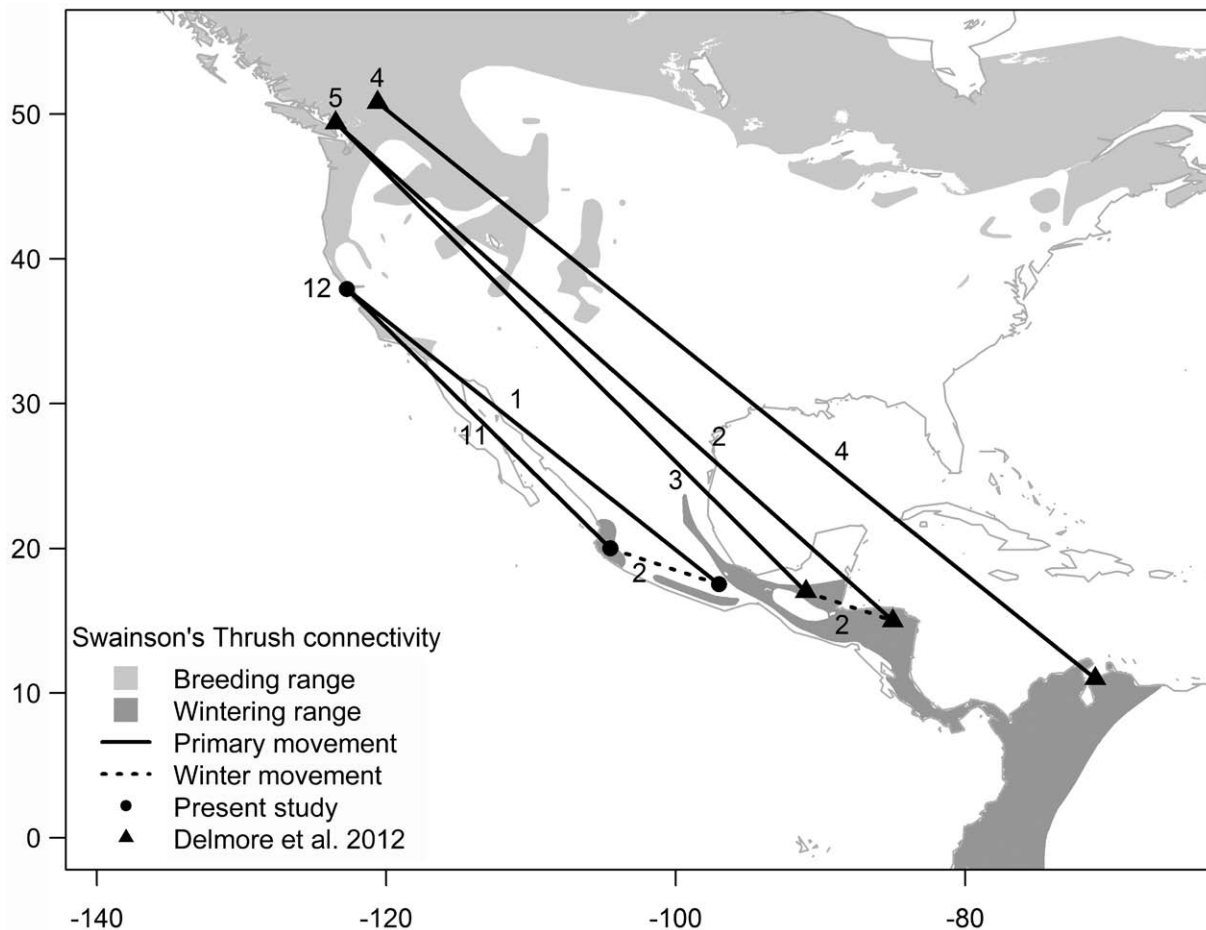 50
40
30
20
10
0
-140
-120
-100
-80
5
4
12
1
11
2
3
4
2
2
Swainson's Thrush connectivity
Breeding range
Wintering range
Primary movement
Winter movement
Present study
Delmore et al. 2012